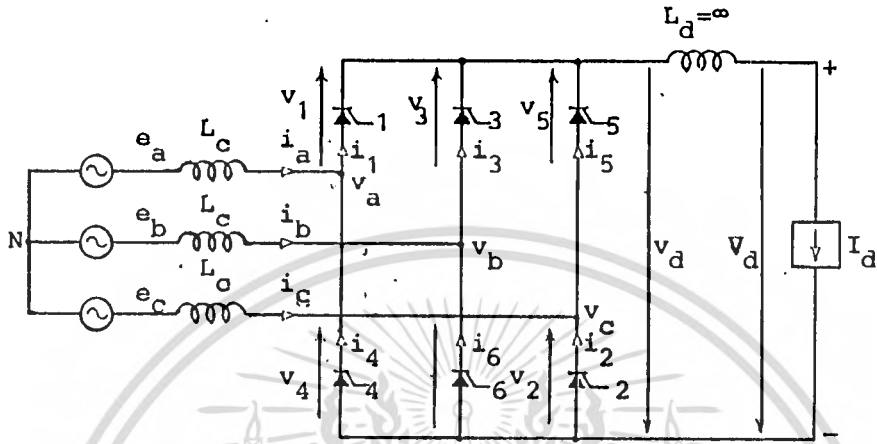 L_d=∞
+
v_1
1
v_3
3
v_5
5
e_a
L_c
i_a
i_1
i_3
i_5
v_a
N
e_b
L_c
i_b
v_b
v_d
V_d
I_d
e_c
L_c
i_c
v_c
i_4
i_6
i_2
v_4
4
6
v_2
2
-